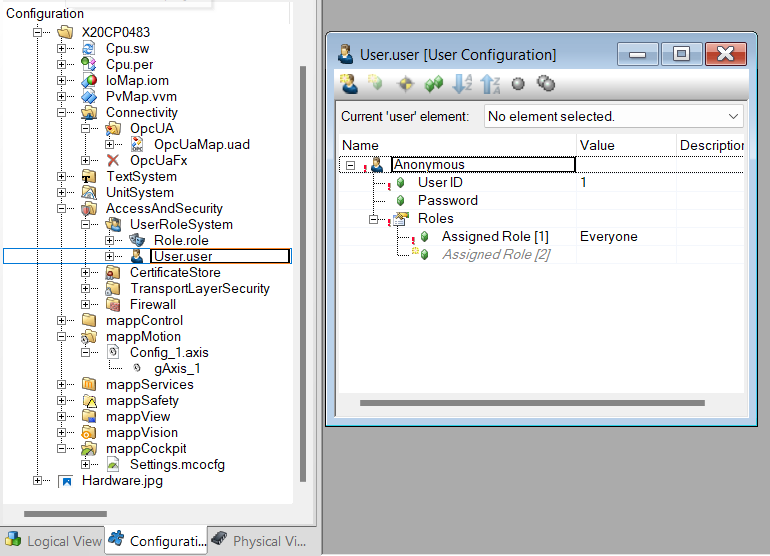 Configuration
X20CP0483
Cpu.sw
Cpu.per
IoMap.iom
PvMap.vvm
Connectivity
OpcUA
OpcUaMap.uad
OpcUaFx
TextSystem
UnitSystem
AccessAndSecurity
UserRoleSystem
Role.role
User.user
CertificateStore
TransportLayerSecurity
Firewall
mappControl
mappMotion
Config_1.axis
gAxis_1
mappServices
mappSafety
mappView
mappVision
mappCockpit
Settings.mcocfg
Hardware.jpg
Logical View Configurati... Physical Vi...
User.user [User Configuration]
Current 'user' element: No element selected.
Name Value Description
Anonymous
User ID 1
Password
Roles
Assigned Role [1] Everyone
Assigned Role [2]